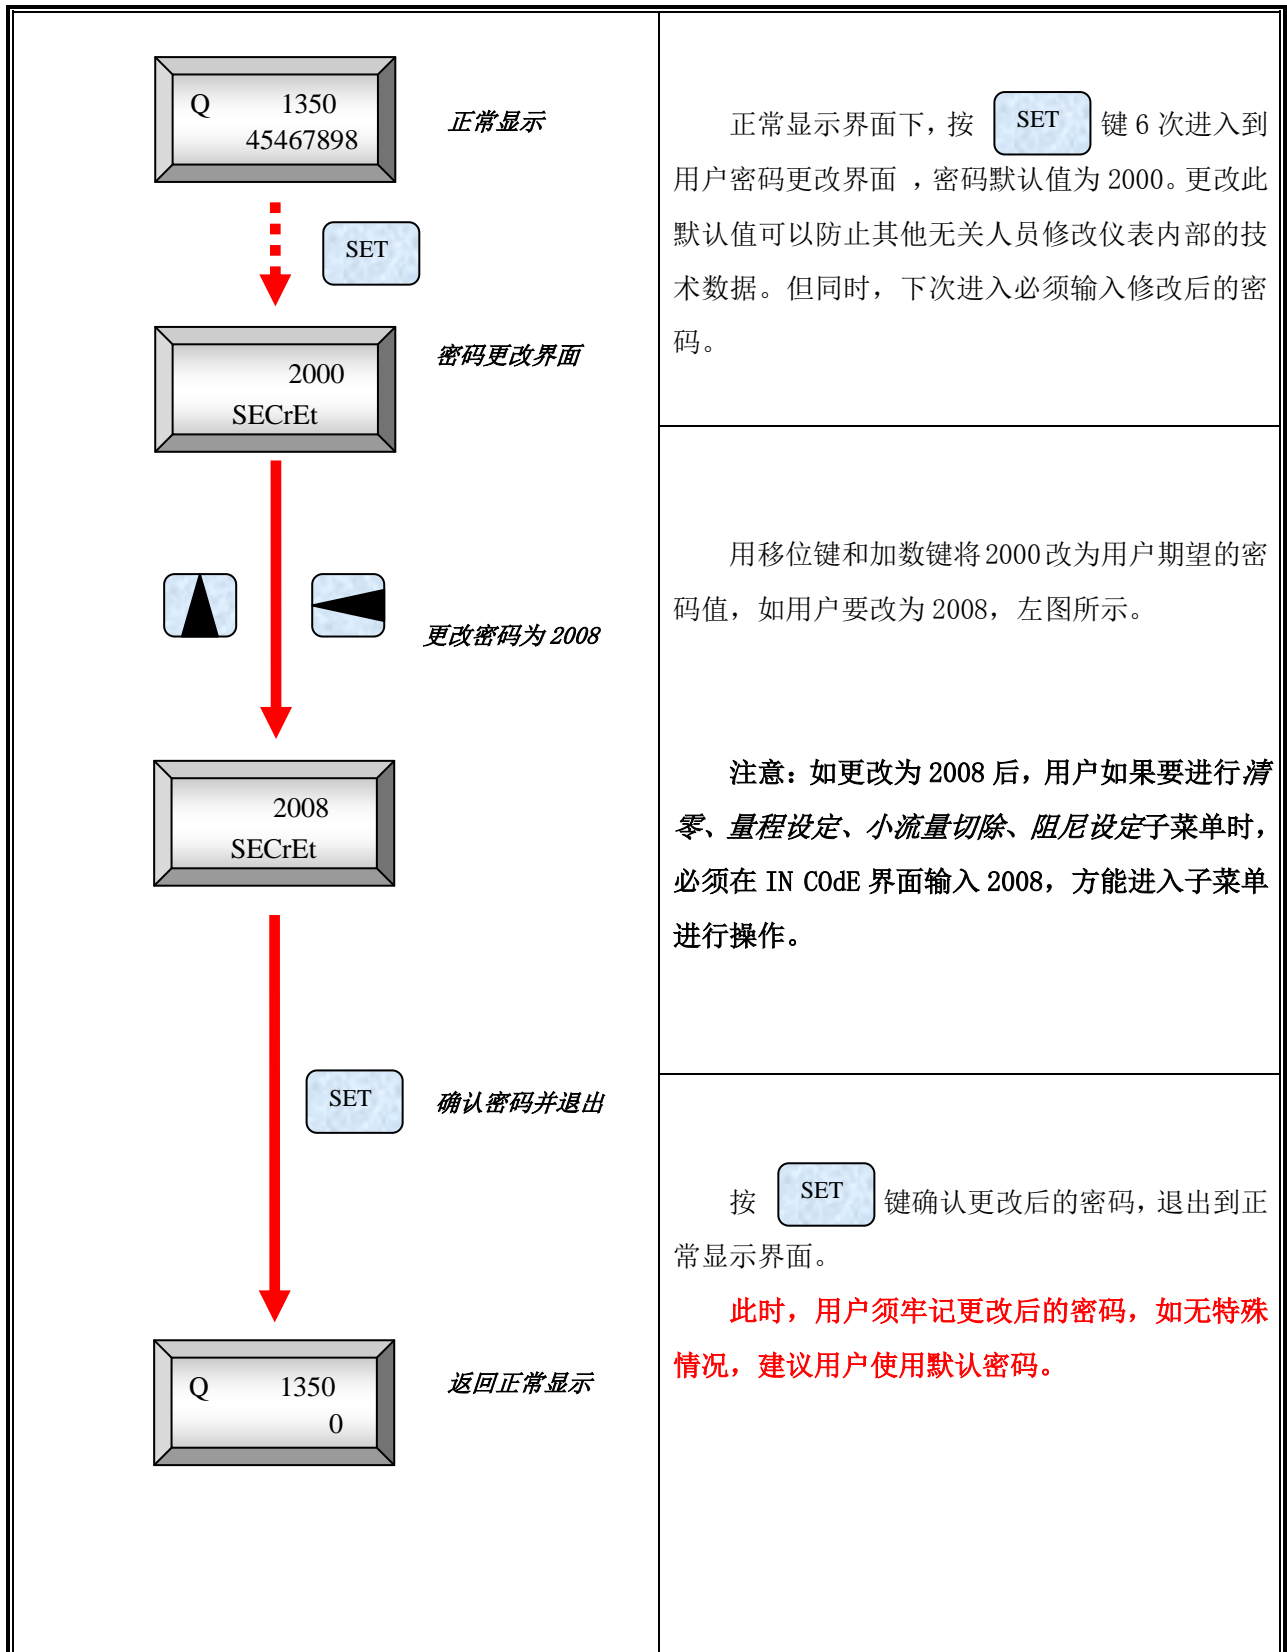 Q 1350
45467898
正常显示
SET
2000
SECrEt
密码更改界面
更改密码为 2008
2008
SECrEt
SET
确认密码并退出
Q 1350
0
返回正常显示
正常显示界面下，按 SET 键 6 次进入到
用户密码更改界面 ，密码默认值为 2000。更改此
默认值可以防止其他无关人员修改仪表内部的技
术数据。但同时，下次进入必须输入修改后的密
码。
用移位键和加数键将 2000 改为用户期望的密
码值，如用户要改为 2008，左图所示。
注意：如更改为 2008 后，用户如果要进行清
零、量程设定、小流量切除、阻尼设定子菜单时，
必须在 IN COdE 界面输入 2008，方能进入子菜单
进行操作。
按 SET 键确认更改后的密码，退出到正
常显示界面。
此时，用户须牢记更改后的密码，如无特殊
情况，建议用户使用默认密码。